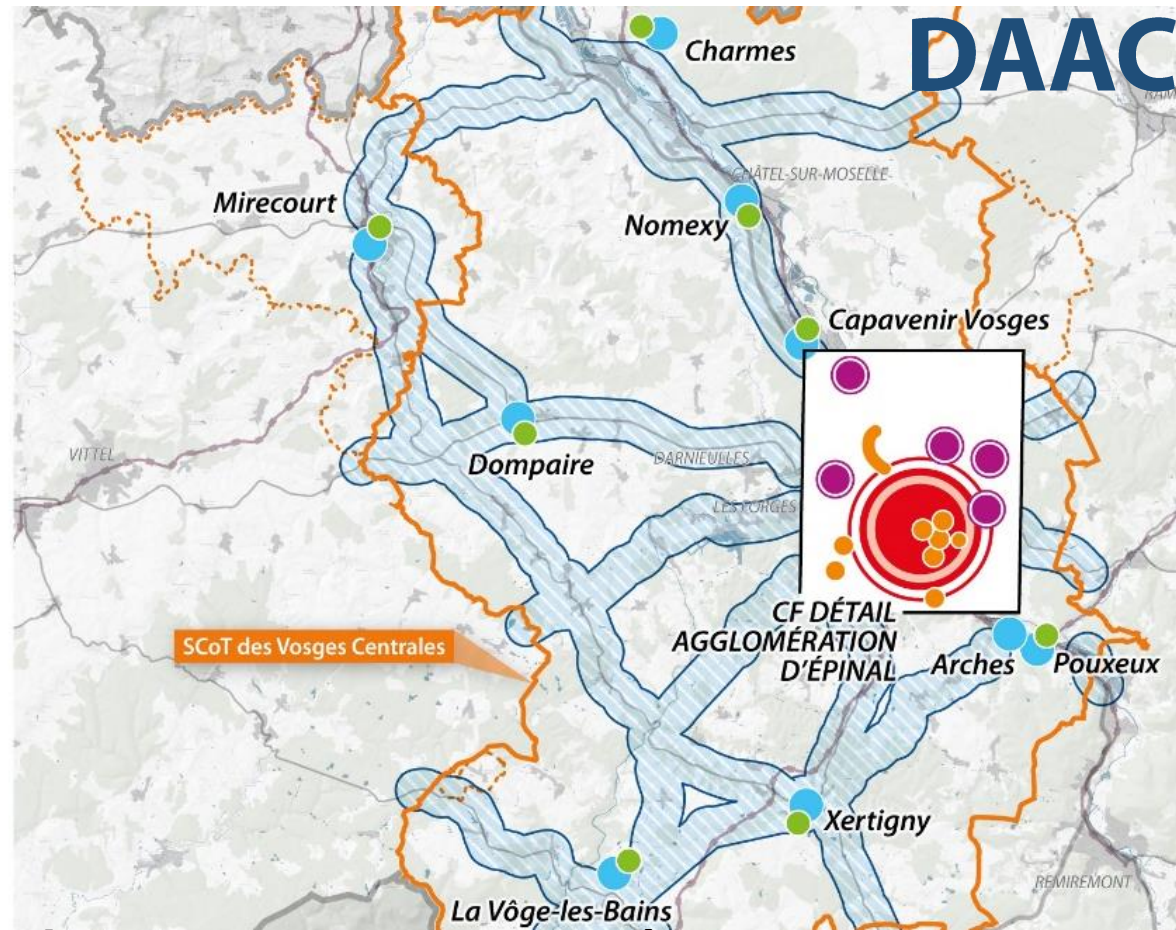 DAAC
Charmes
CHÂTEL-SUR-MOSELLE
Mirecourt
Nomexy
Capavenir Vosges
VITTEL
Dompaire
DARNIEULLES
LES FORGES
CF DÉTAIL
AGGLOMÉRATION
D'ÉPINAL
SCoT des Vosges Centrales
Arches
Pouxeux
Xertigny
REMIREMONT
La Vôge-les-Bains